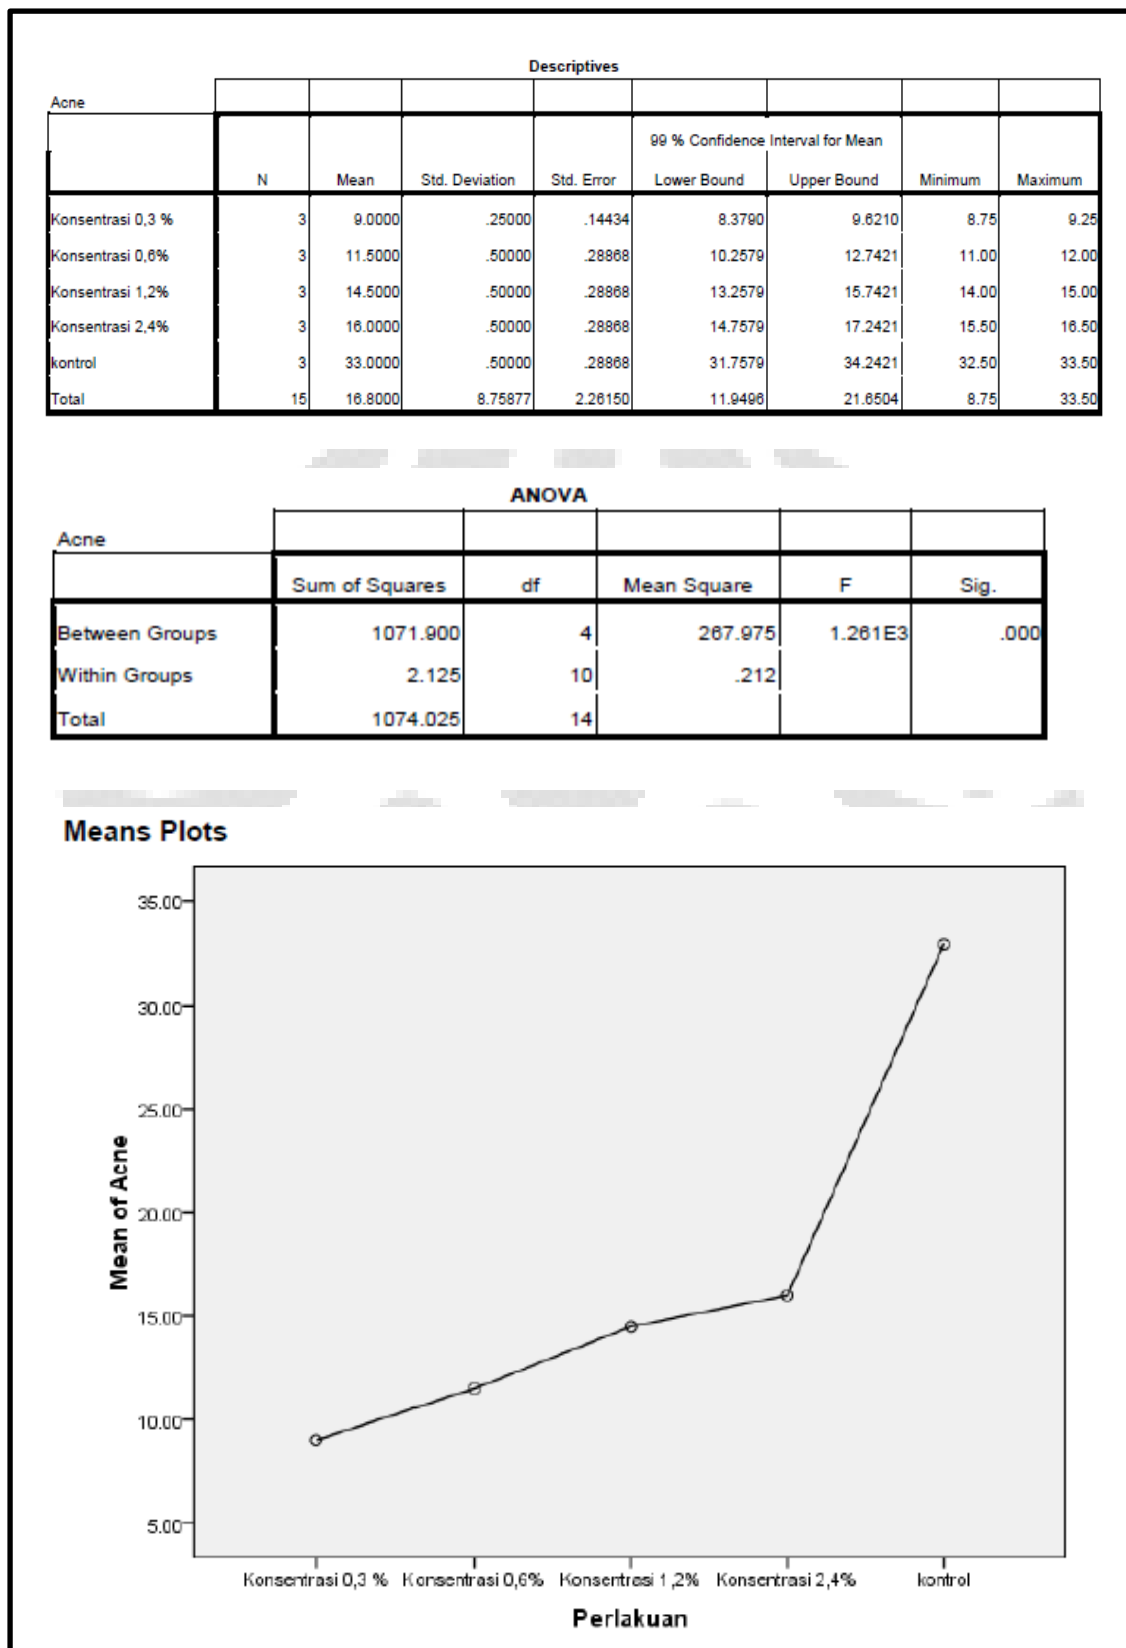 Descriptives
Acne
99 % Confidence Interval for Mean
N Mean Std. Deviation Std. Error Lower Bound Upper Bound Minimum Maximum
Konsentrasi 0,3 % 3 9.0000 .25000 .14434 8.3790 9.6210 8.75 9.25
Konsentrasi 0,6% 3 11.5000 .50000 .28868 10.2579 12.7421 11.00 12.00
Konsentrasi 1,2% 3 14.5000 .50000 .28868 13.2579 15.7421 14.00 15.00
Konsentrasi 2,4% 3 16.0000 .50000 .28868 14.7579 17.2421 15.50 16.50
kontrol 3 33.0000 .50000 .28868 31.7579 34.2421 32.50 33.50
Total 15 16.8000 8.75877 2.26150 11.9496 21.6504 8.75 33.50
ANOVA
Acne
Sum of Squares df Mean Square F Sig.
Between Groups 1071.900 4 267.975 1.261E3 .000
Within Groups 2.125 10 .212
Total 1074.025 14
Means Plots
35.00
30.00
25.00
20.00
15.00
10.00
5.00
Mean of Acne
Konsentrasi 0,3 % Konsentrasi 0,6% Konsentrasi 1,2% Konsentrasi 2,4% kontrol
Perlakuan